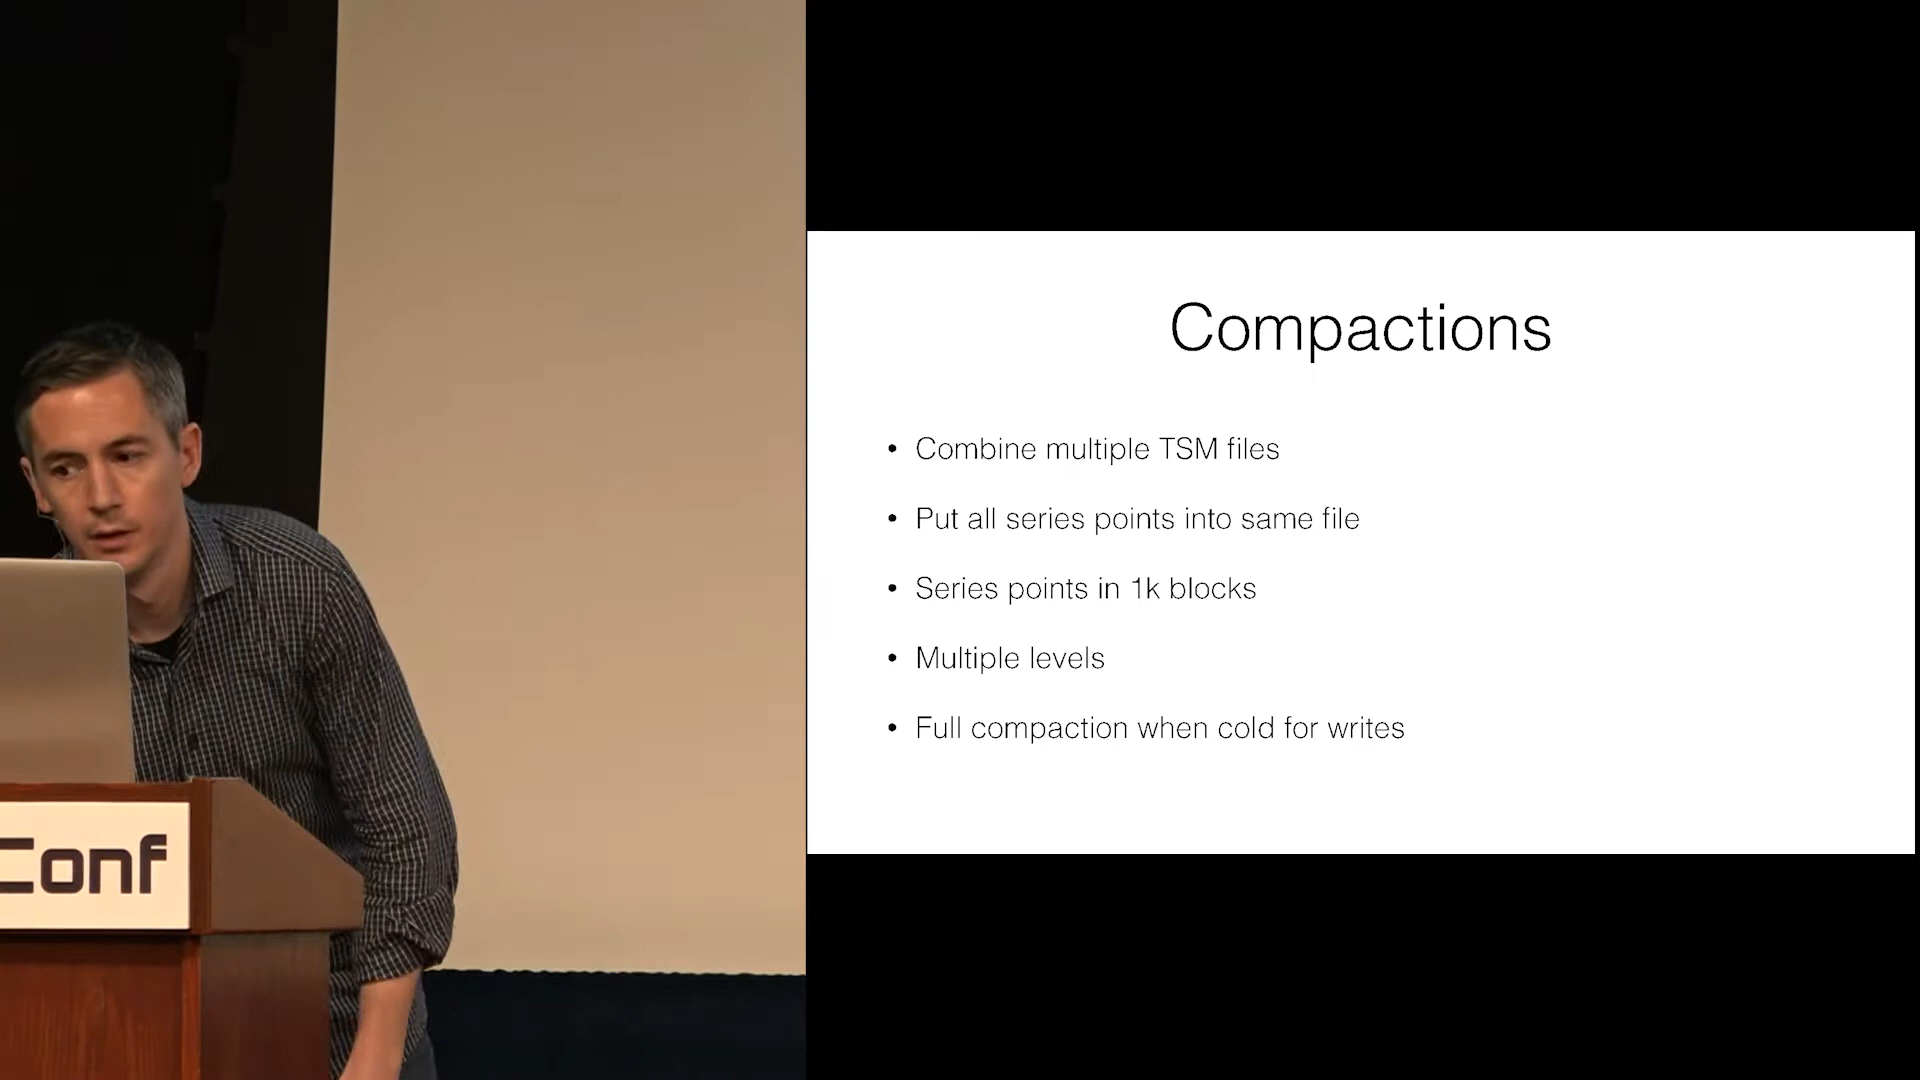 Conf
Compactions
• Combine multiple TSM files
• Put all series points into same file
• Series points in 1k blocks
• Multiple levels
• Full compaction when cold for writes